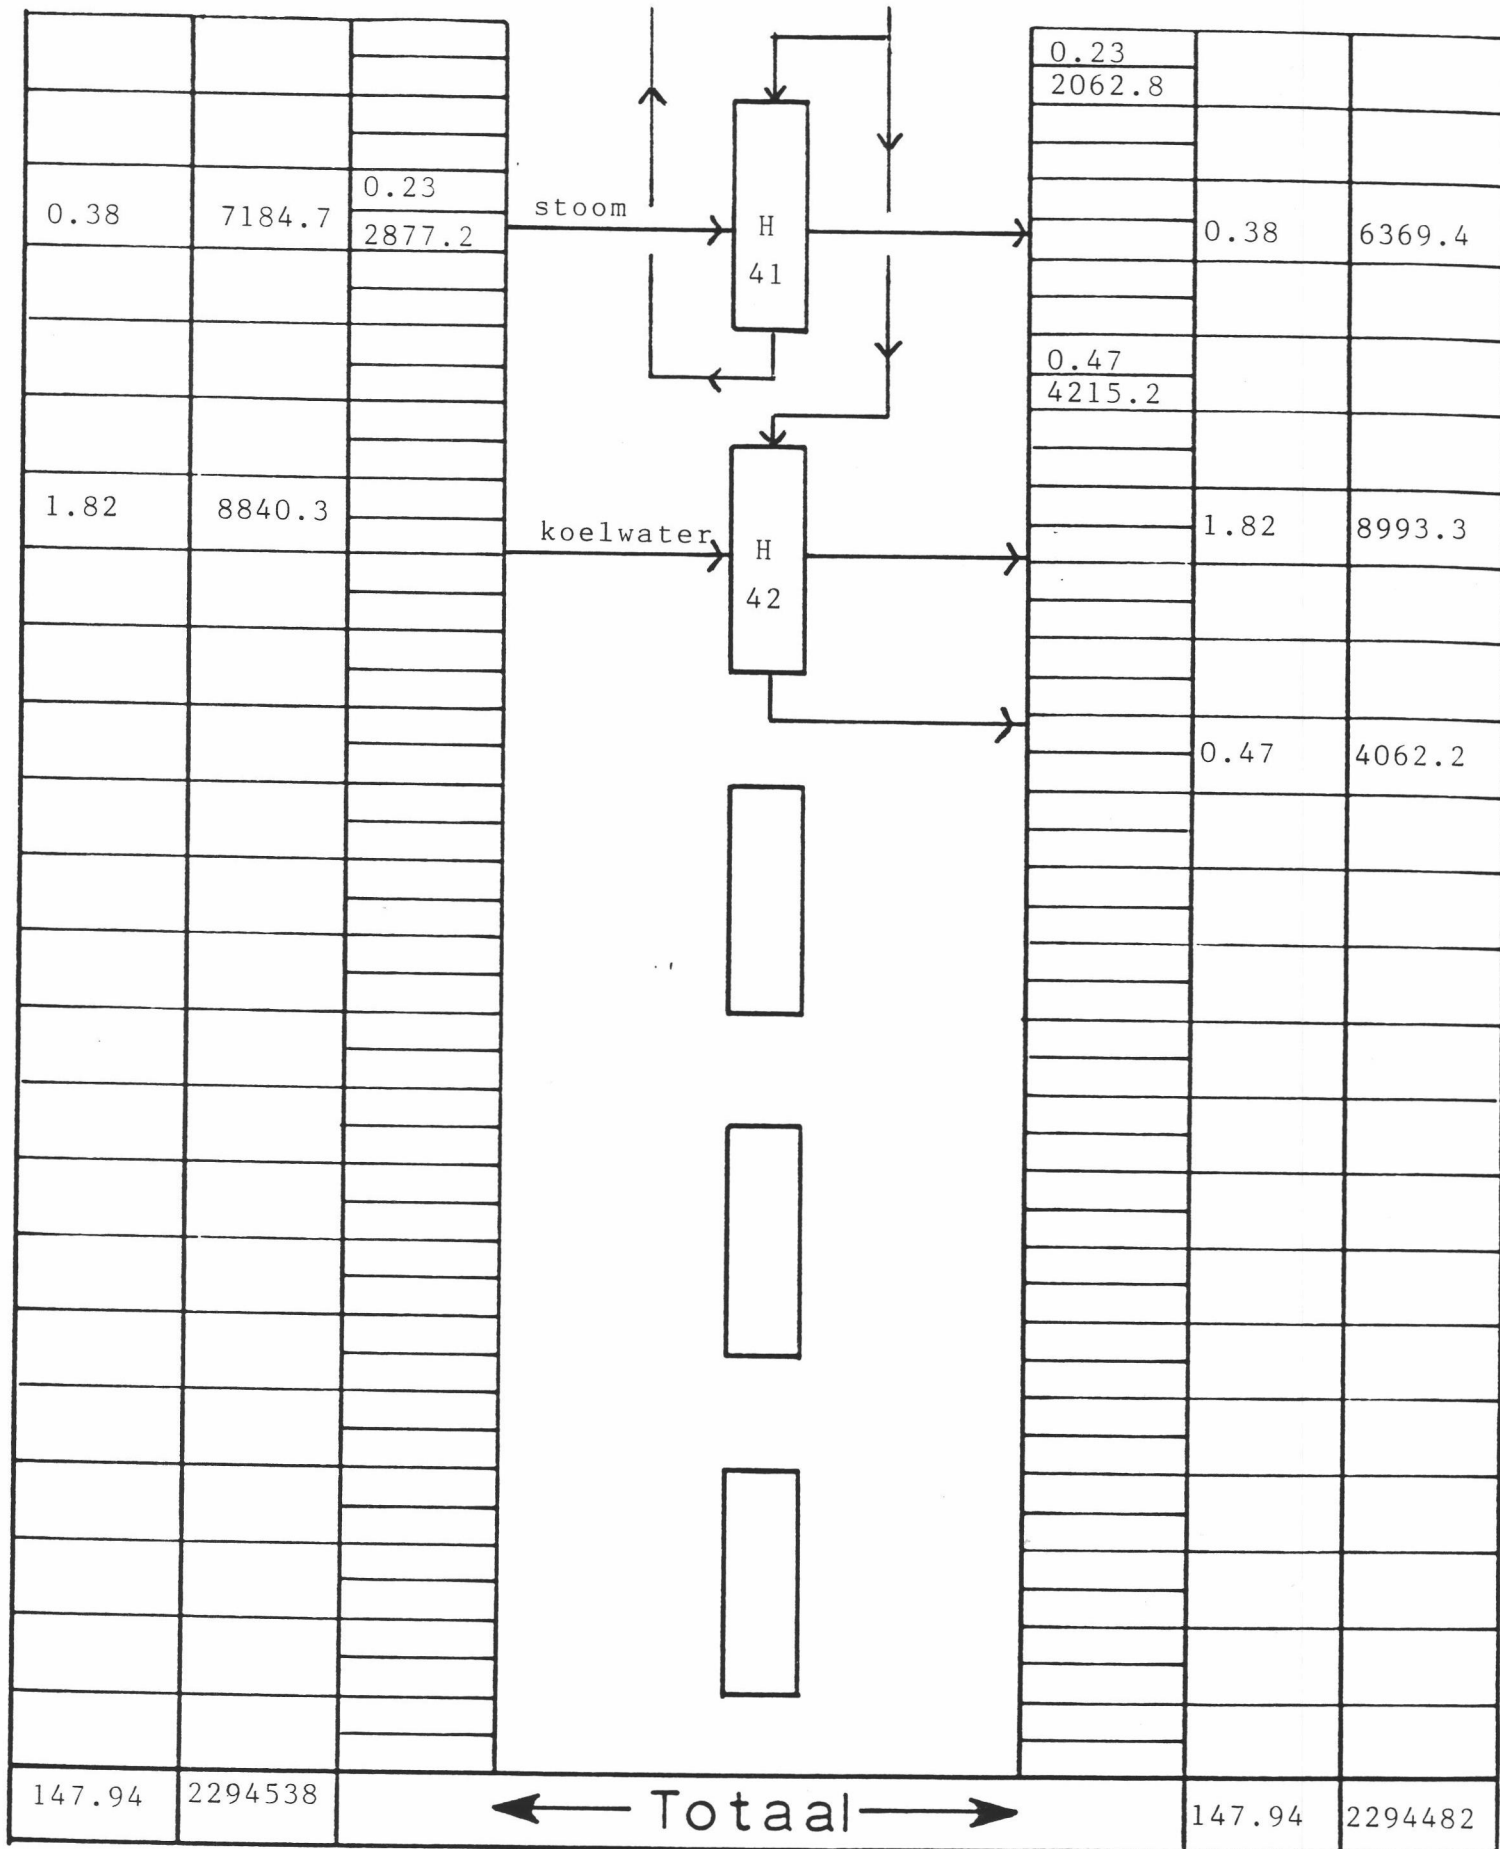 0.23
2062.8
0.23
0.38 7184.7 2877.2 stoom H 41 0.38 6369.4
0.47
4215.2
1.82 8840.3 koelwater H 42 1.82 8993.3
0.47 4062.2
147.94 2294538 Totaal 147.94 2294482